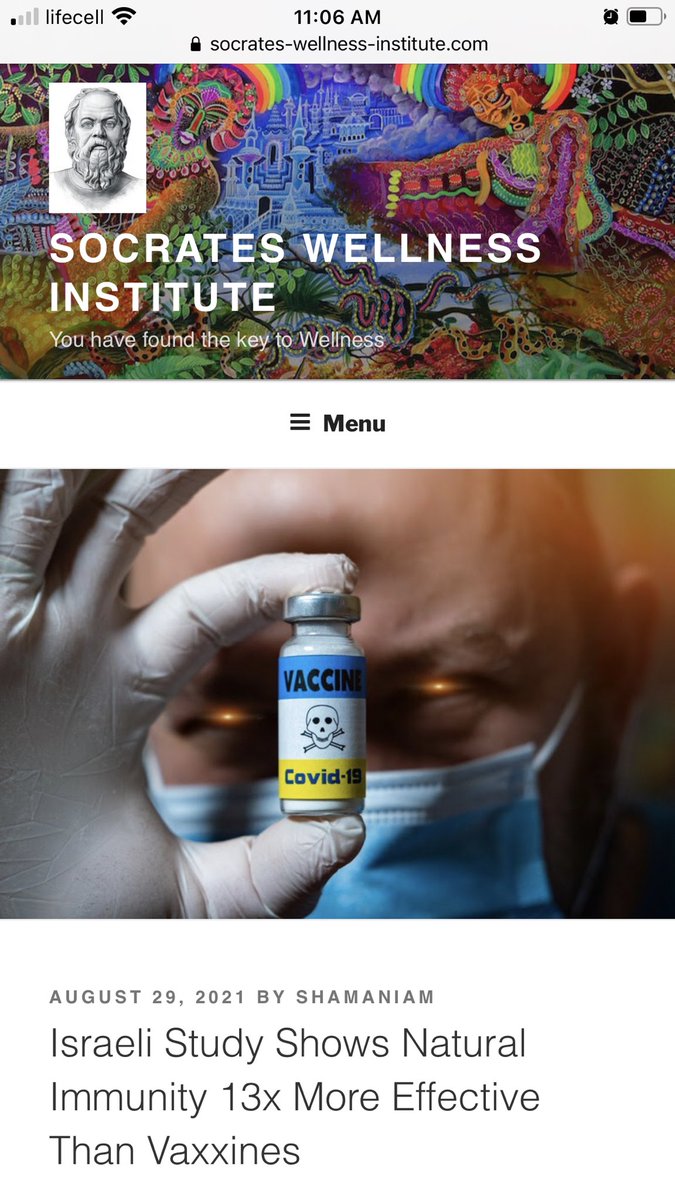 lifecell 11:06 AM
socrates-wellness-institute.com
SOCRATES WELLNESS
INSTITUTE
You have found the key to Wellness
Menu
VACCINE
Covid-19
AUGUST 29, 2021 BY SHAMANIAM
Israeli Study Shows Natural
Immunity 13x More Effective
Than Vaxxines